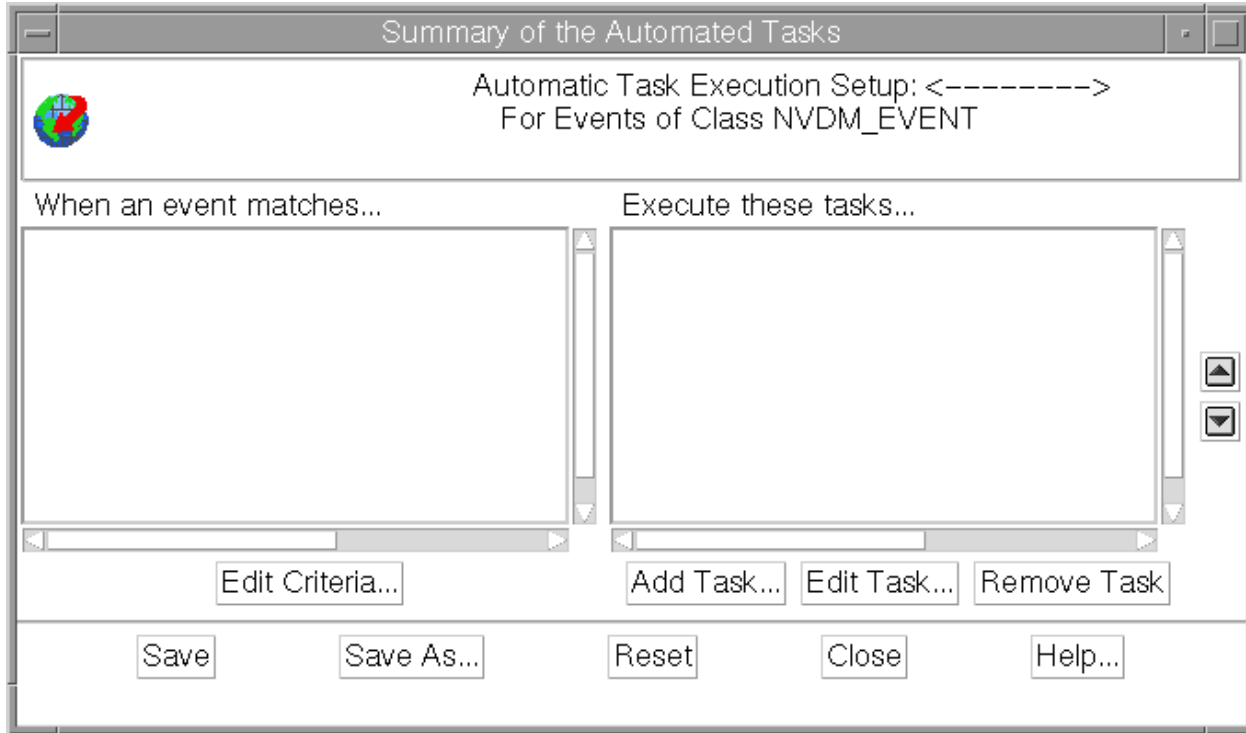 Summary of the Automated Tasks
Automatic Task Execution Setup: <-------->
For Events of Class NVDM_EVENT
When an event matches... Execute these tasks...
Edit Criteria... Add Task... Edit Task... Remove Task
Save Save As... Reset Close Help...